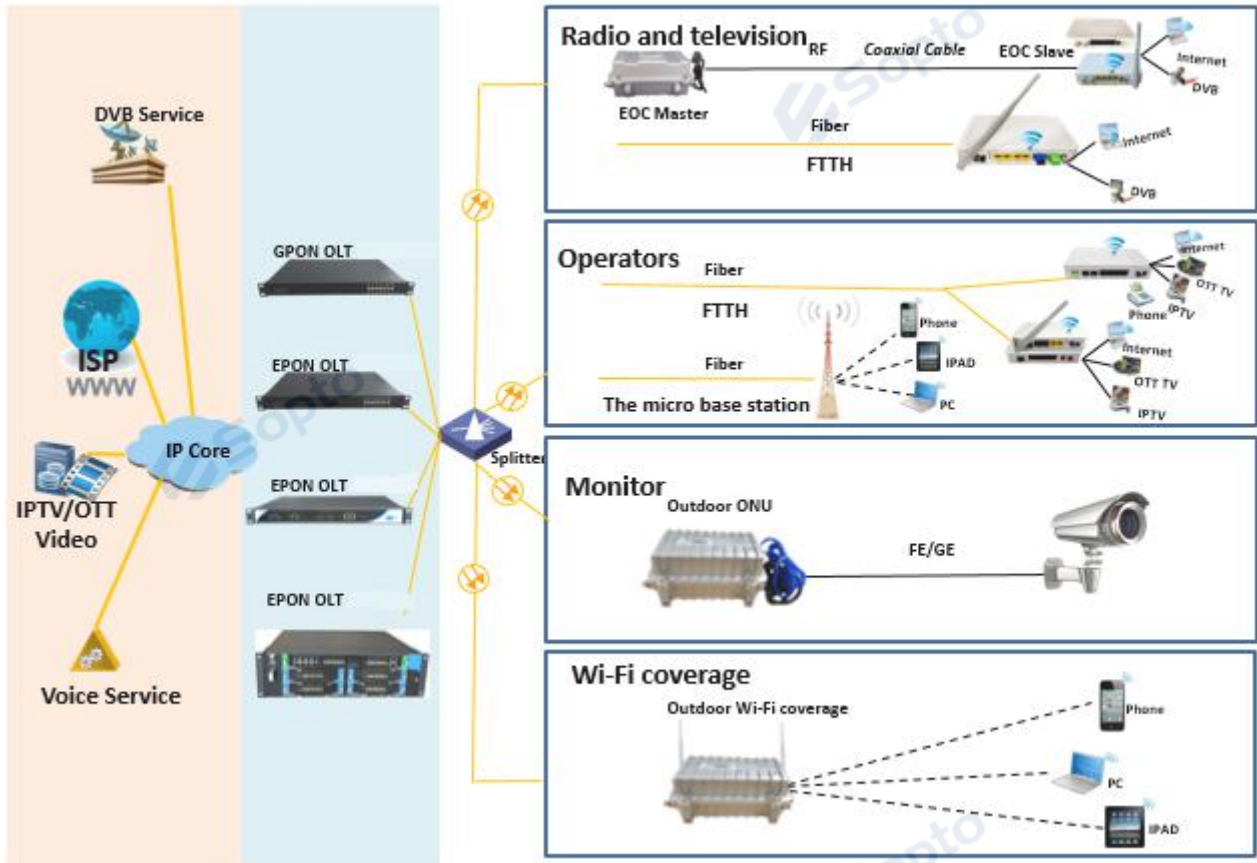 DVB Service
ISP
WWW
IP Core
IPTV/OTT
Video
Voice Service
GPON OLT
EPON OLT
EPON OLT
EPON OLT
Splitter
Radio and television
RF
Coaxial Cable
EOC Slave
EOC Master
Internet
DVB
Fiber
FTTH
Internet
DVB
Operators
Fiber
FTTH
Internet
OTT TV
IPTV
Phone
Internet
OTT TV
IPTV
Fiber
The micro base station
Phone
IPAD
PC
Monitor
Outdoor ONU
FE/GE
Wi-Fi coverage
Outdoor Wi-Fi coverage
Phone
PC
IPAD
Sopto
Sopto
Sopto